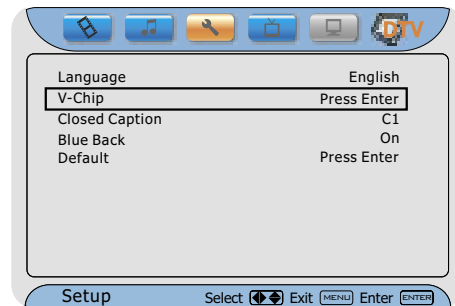 DTV
Language English
V-Chip Press Enter
Closed Caption C1
Blue Back On
Default Press Enter
Setup Select Exit MENU Enter ENTER